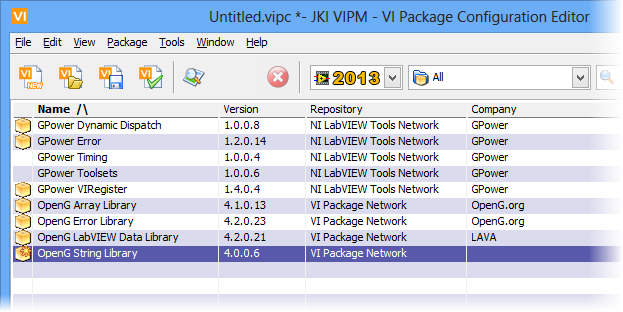 VI Untitled.vipc *- JKI VIPM - VI Package Configuration Editor
File Edit View Package Tools Window Help
VI NEW VI VI VI 2013 All
Name /\ Version Repository Company
GPower Dynamic Dispatch 1.0.0.8 NI LabVIEW Tools Network GPower
GPower Error 1.2.0.14 NI LabVIEW Tools Network GPower
GPower Timing 1.0.0.4 NI LabVIEW Tools Network GPower
GPower Toolsets 1.0.0.6 NI LabVIEW Tools Network GPower
GPower VIRegister 1.4.0.4 NI LabVIEW Tools Network GPower
OpenG Array Library 4.1.0.13 VI Package Network OpenG.org
OpenG Error Library 4.2.0.23 VI Package Network OpenG.org
OpenG LabVIEW Data Library 4.2.0.21 VI Package Network LAVA
OpenG String Library 4.0.0.6 VI Package Network